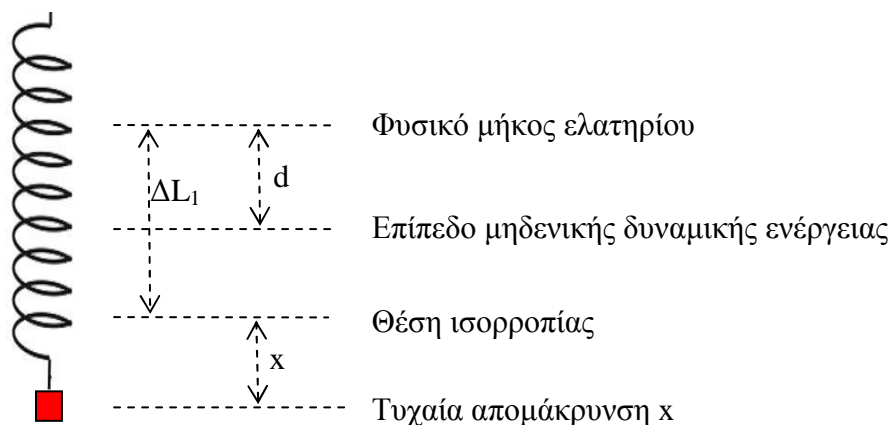 Φυσικό μήκος ελατηρίου
ΔL₁
d
Επίπεδο μηδενικής δυναμικής ενέργειας
Θέση ισορροπίας
x
Τυχαία απομάκρυνση x